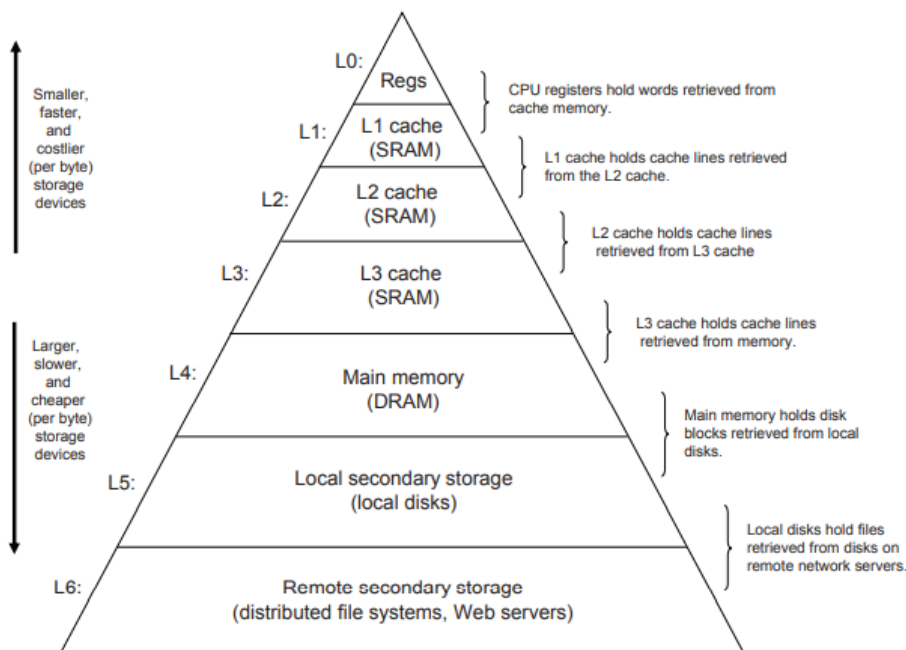 L0:
Regs
CPU registers hold words retrieved from
cache memory.
Smaller,
faster,
and
costlier
(per byte)
storage
devices
L1:
L1 cache
(SRAM)
L1 cache holds cache lines retrieved
from the L2 cache.
L2:
L2 cache
(SRAM)
L2 cache holds cache lines
retrieved from L3 cache
L3:
L3 cache
(SRAM)
L3 cache holds cache lines
retrieved from memory.
Larger,
slower,
and
cheaper
(per byte)
storage
devices
L4:
Main memory
(DRAM)
Main memory holds disk
blocks retrieved from local
disks.
L5:
Local secondary storage
(local disks)
Local disks hold files
retrieved from disks on
remote network servers.
L6:
Remote secondary storage
(distributed file systems, Web servers)